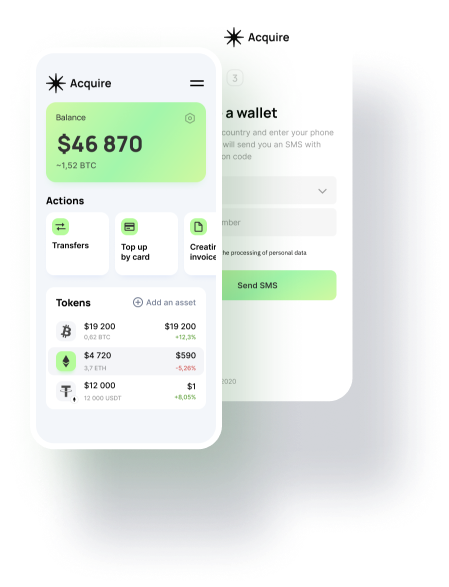 Acquire
Balance
$46 870
~1,52 BTC
Actions
Transfers
Top up
by card
Creatin
invoice
Tokens
Add an asset
$19 200
$19 200
0,62 BTC
+12,3%
$4 720
$590
3,7 ETH
-5,26%
$12 000
$1
12 000 USDT
+8,05%
Acquire
3
a wallet
country and enter your phone
will send you an SMS with
on code
mber
the processing of personal data
Send SMS
2020